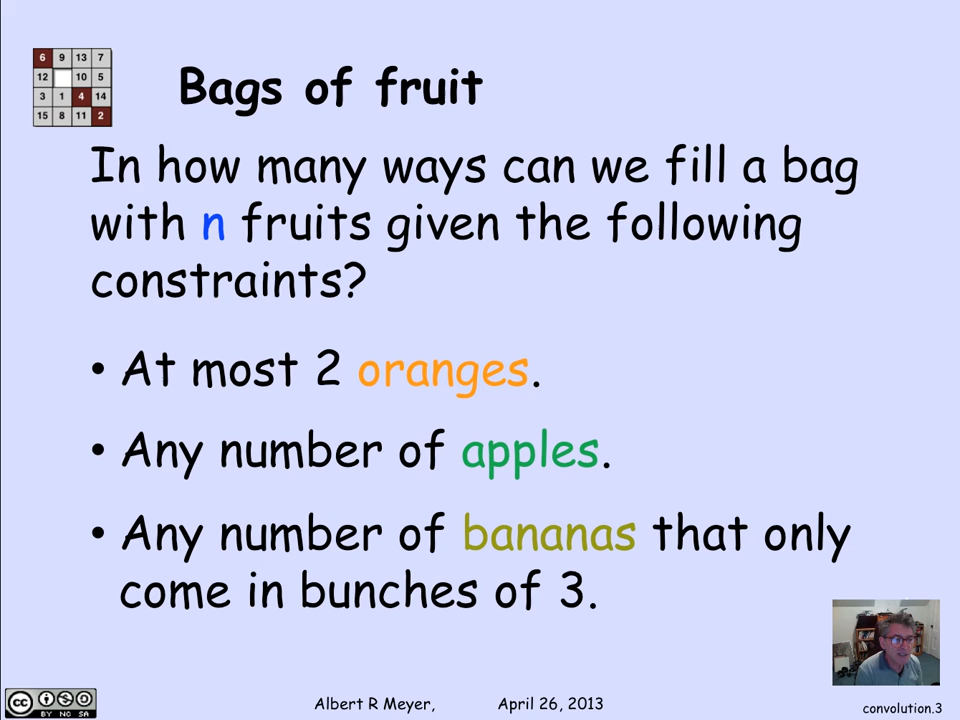 6 9 13 7
12 10 5
3 1 4 14
15 8 11 2
Bags of fruit
In how many ways can we fill a bag
with n fruits given the following
constraints?
• At most 2 oranges.
• Any number of apples.
• Any number of bananas that only
come in bunches of 3.
cc BY NC SA
Albert R Meyer, April 26, 2013
convolution.3